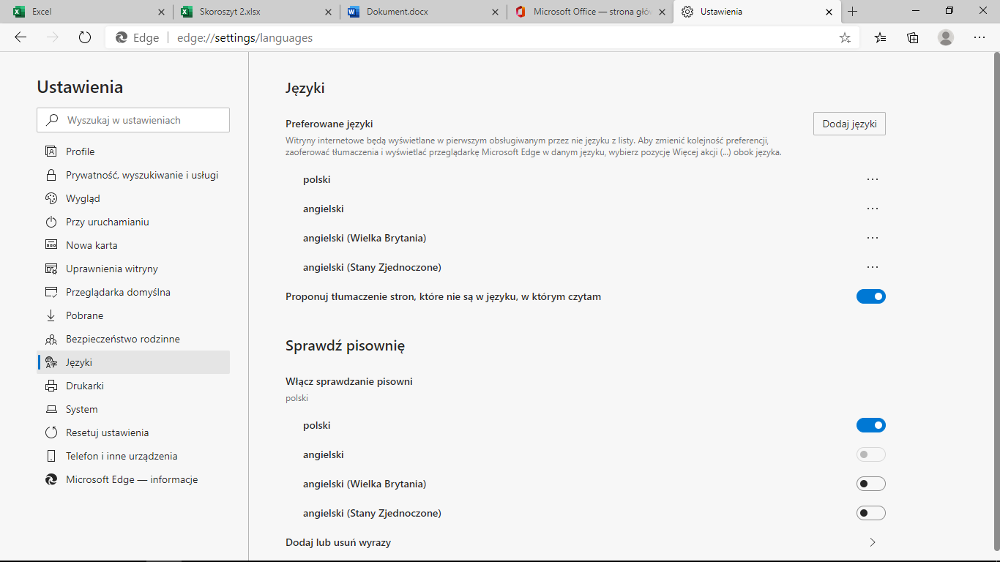 Excel
Skoroszyt 2.xlsx
Dokument.docx
Microsoft Office — strona głów
Ustawienia
Edge
edge://settings/languages
Ustawienia
Wyszukaj w ustawieniach
Profile
Prywatność, wyszukiwanie i usługi
Wygląd
Przy uruchamianiu
Nowa karta
Uprawnienia witryny
Przeglądarka domyślna
Pobrane
Bezpieczeństwo rodzinne
Języki
Drukarki
System
Resetuj ustawienia
Telefon i inne urządzenia
Microsoft Edge — informacje
Języki
Preferowane języki
Dodaj języki
Witryny internetowe będą wyświetlane w pierwszym obsługiwanym przez nie języku z listy. Aby zmienić kolejność preferencji,
zaoferować tłumaczenia i wyświetlać przeglądarkę Microsoft Edge w danym języku, wybierz pozycję Więcej akcji (...) obok języka.
polski
angielski
angielski (Wielka Brytania)
angielski (Stany Zjednoczone)
Proponuj tłumaczenie stron, które nie są w języku, w którym czytam
Sprawdź pisownię
Włącz sprawdzanie pisowni
polski
polski
angielski
angielski (Wielka Brytania)
angielski (Stany Zjednoczone)
Dodaj lub usuń wyrazy